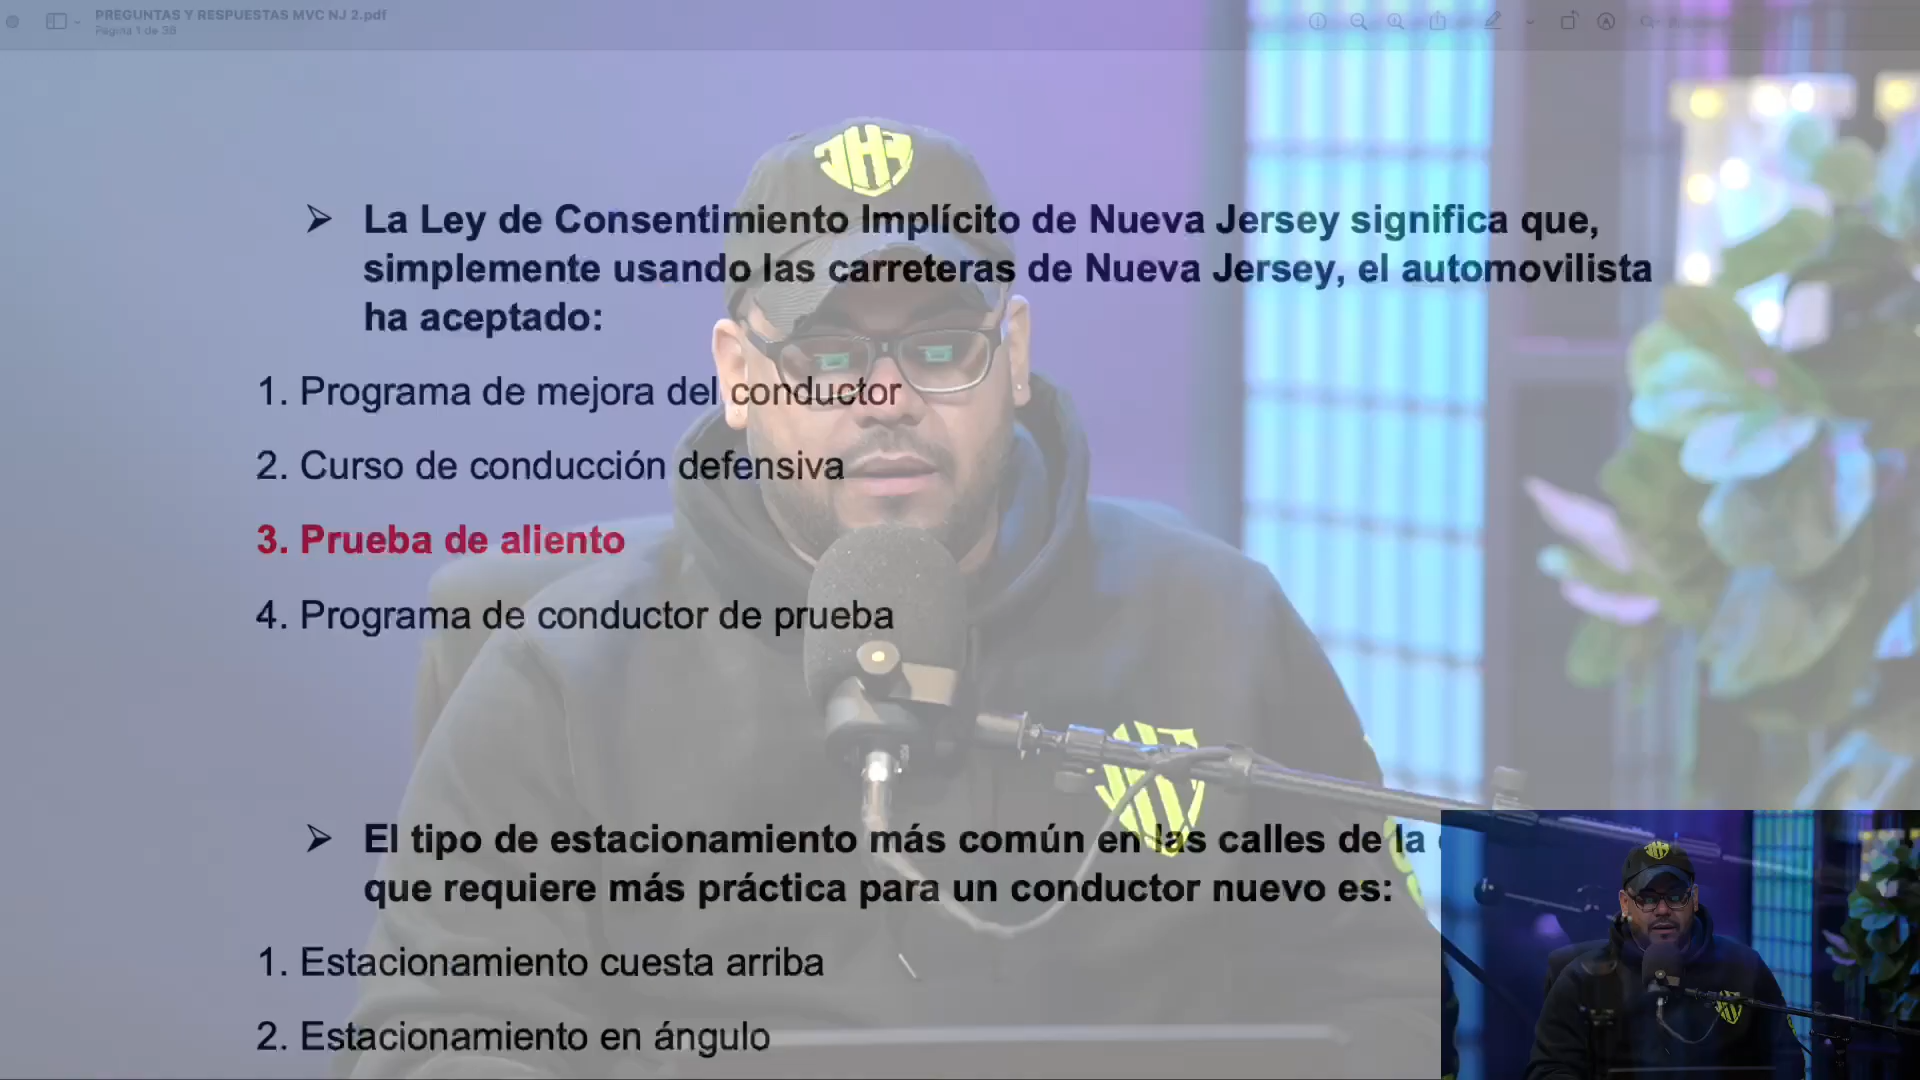 PREGUNTAS Y RESPUESTAS MVC NJ 2.pdf
Página 1 de 38
➤ La Ley de Consentimiento Implícito de Nueva Jersey significa que,
simplemente usando las carreteras de Nueva Jersey, el automovilista
ha aceptado:
1. Programa de mejora del conductor
2. Curso de conducción defensiva
3. Prueba de aliento
4. Programa de conductor de prueba
➤ El tipo de estacionamiento más común en las calles de la
que requiere más práctica para un conductor nuevo es:
1. Estacionamiento cuesta arriba
2. Estacionamiento en ángulo